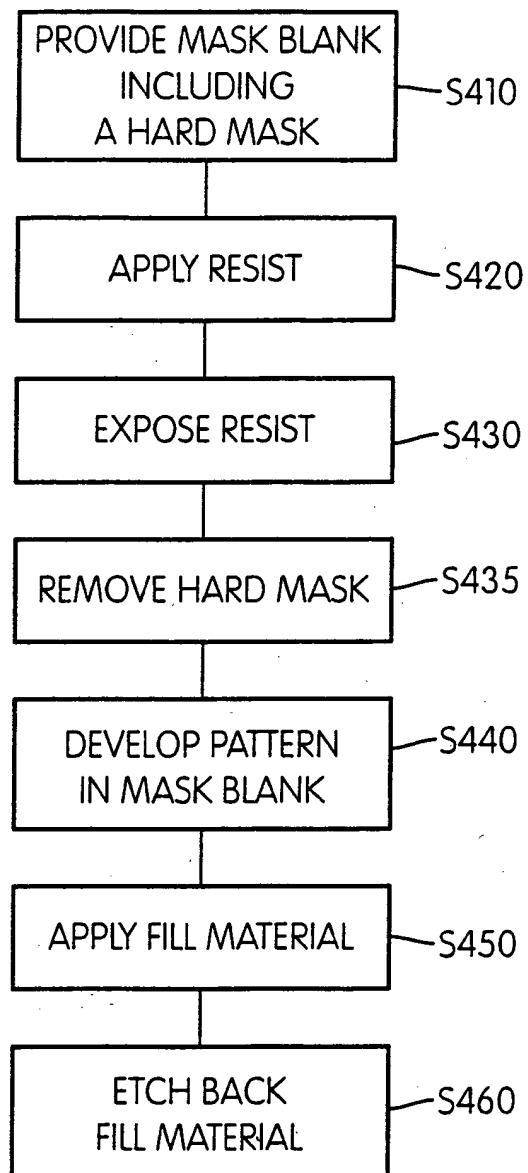 PROVIDE MASK BLANK
INCLUDING
A HARD MASK
S410
APPLY RESIST
S420
EXPOSE RESIST
S430
REMOVE HARD MASK
S435
DEVELOP PATTERN
IN MASK BLANK
S440
APPLY FILL MATERIAL
S450
ETCH BACK
FILL MATERIAL
S460